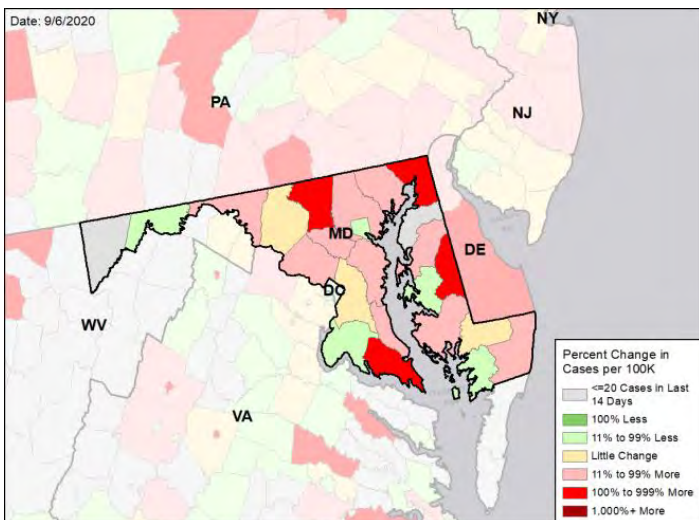 Date: 9/6/2020
NY
PA
NJ
MD
DE
DC
WV
VA
Percent Change in
Cases per 100K
<=20 Cases in Last
14 Days
100% Less
11% to 99% Less
Little Change
11% to 99% More
100% to 999% More
1,000%+ More